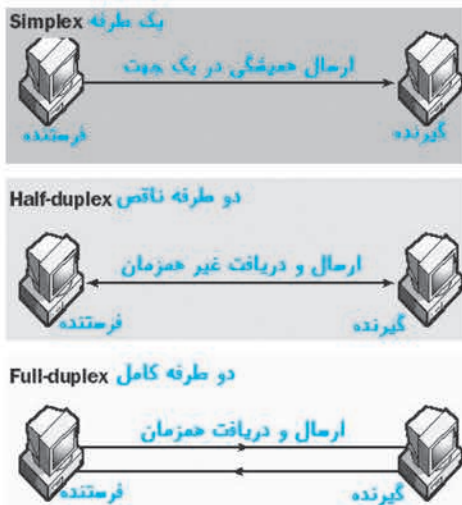 Simplex یک طرفه
ارسال همیشگی در یک جهت
فرستنده
گیرنده
Half-duplex دو طرفه ناقص
ارسال و دریافت غیر همزمان
فرستنده
گیرنده
Full-duplex دو طرفه کامل
ارسال و دریافت همزمان
فرستنده
گیرنده